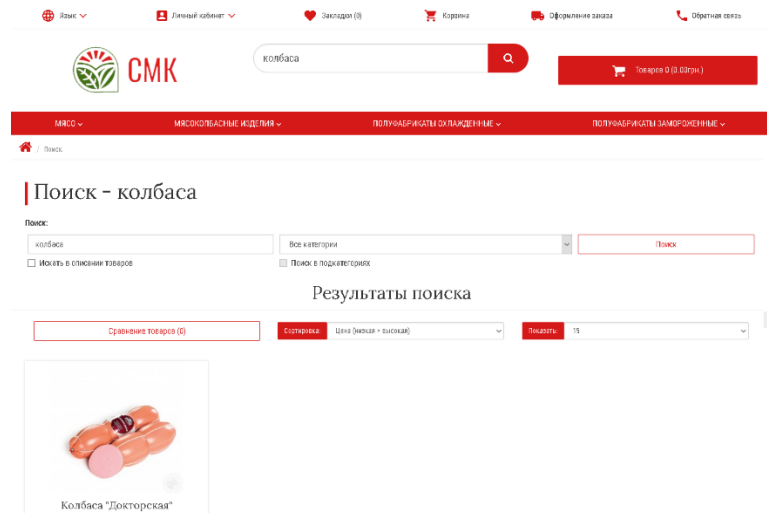 Язык
Личный кабинет
Закладки (0)
Корзина
Оформление заказа
Обратная связь
СМК
колбаса
Товаров 0 (0.00грн.)
МЯСО
МЯСОКОЛБАСНЫЕ ИЗДЕЛИЯ
ПОЛУФАБРИКАТЫ ОХЛАЖДЕННЫЕ
ПОЛУФАБРИКАТЫ ЗАМОРОЖЕННЫЕ
/ Поиск
Поиск - колбаса
Поиск:
колбаса
Все категории
Поиск
Искать в описании товаров
Поиск в подкатегориях
Результаты поиска
Сравнение товаров (0)
Сортировка:
Цена (низкая > высокая)
Показать:
15
Колбаса "Докторская"